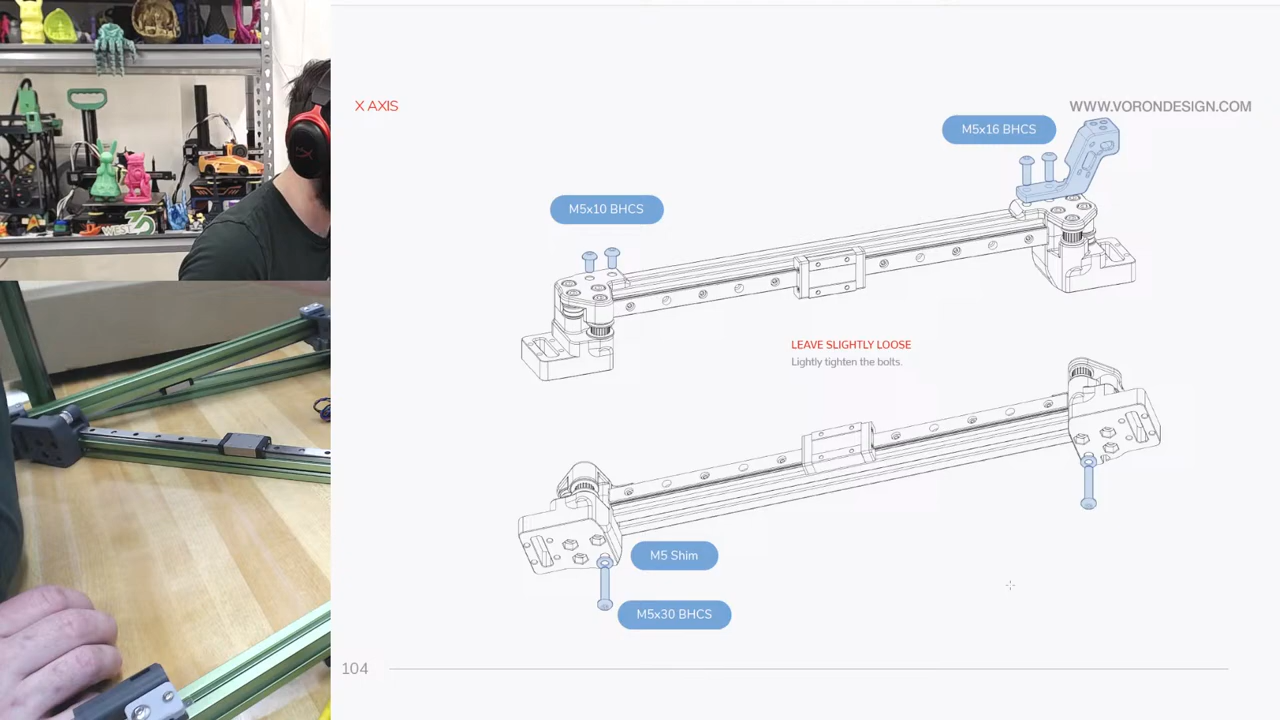 X AXIS
WWW.VORONDESIGN.COM
M5x16 BHCS
M5x10 BHCS
LEAVE SLIGHTLY LOOSE
Lightly tighten the bolts.
M5 Shim
M5x30 BHCS
104
WEST3D